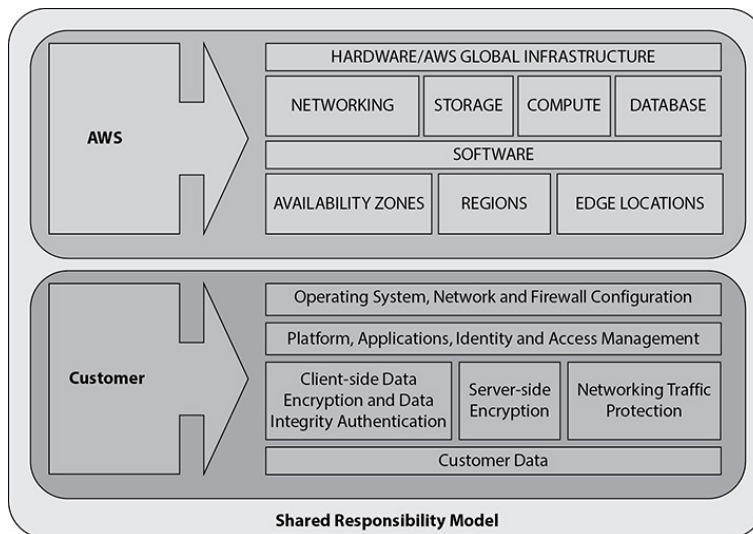 AWS
HARDWARE/AWS GLOBAL INFRASTRUCTURE
NETWORKING
STORAGE
COMPUTE
DATABASE
SOFTWARE
AVAILABILITY ZONES
REGIONS
EDGE LOCATIONS
Customer
Operating System, Network and Firewall Configuration
Platform, Applications, Identity and Access Management
Client-side Data
Encryption and Data
Integrity Authentication
Server-side
Encryption
Networking Traffic
Protection
Customer Data
Shared Responsibility Model